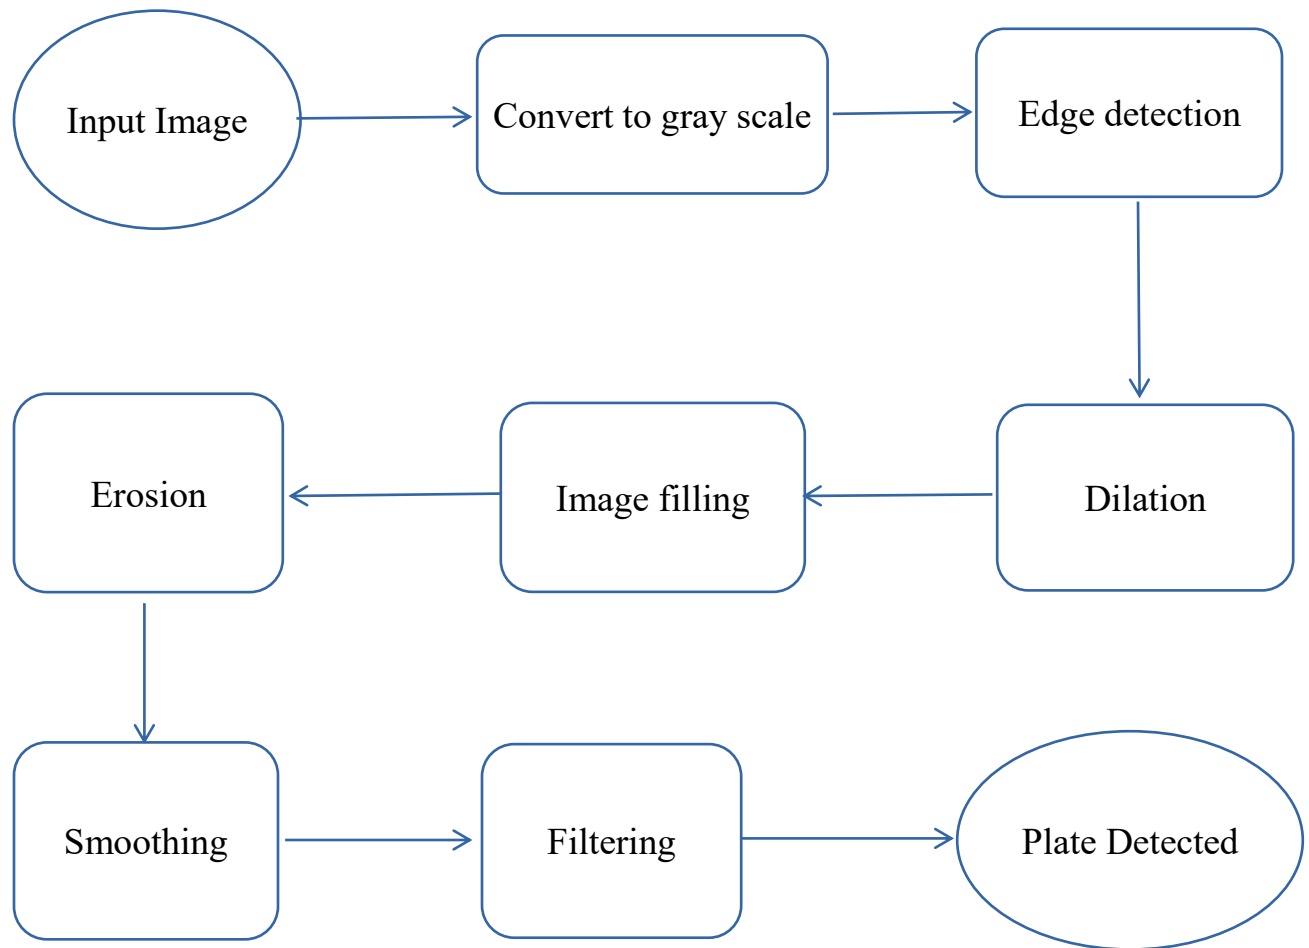 Input Image
Convert to gray scale
Edge detection
Dilation
Image filling
Erosion
Smoothing
Filtering
Plate Detected